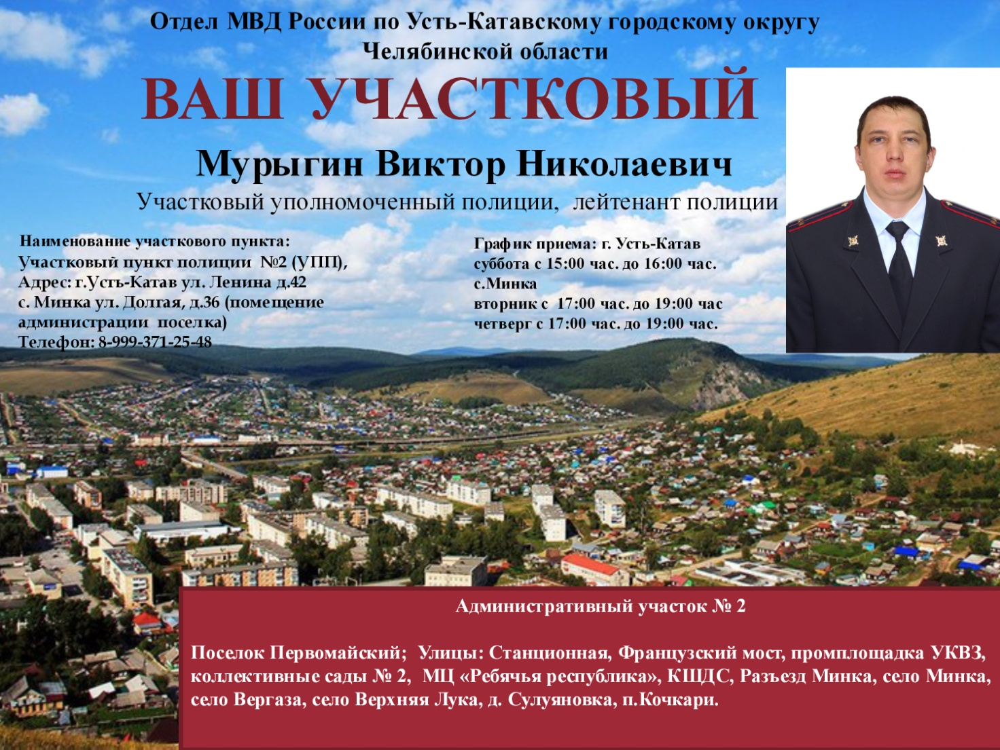 Отдел МВД России по Усть-Катавскому городскому округу
Челябинской области
ВАШ УЧАСТКОВЫЙ
Мурыгин Виктор Николаевич
Участковый уполномоченный полиции, лейтенант полиции
Наименование участкового пункта:
Участковый пункт полиции №2 (УПП),
Адрес: г.Усть-Катав ул. Ленина д.42
с. Минка ул. Долгая, д.36 (помещение
администрации поселка)
Телефон: 8-999-371-25-48
График приема: г. Усть-Катав
суббота с 15:00 час. до 16:00 час.
с.Минка
вторник с 17:00 час. до 19:00 час
четверг с 17:00 час. до 19:00 час.
Административный участок № 2
Поселок Первомайский; Улицы: Станционная, Французский мост, промплощадка УКВЗ,
коллективные сады № 2, МЦ «Ребячья республика», КШДС, Разъезд Минка, село Минка,
село Вергаза, село Верхняя Лука, д. Сулуяновка, п.Кочкари.